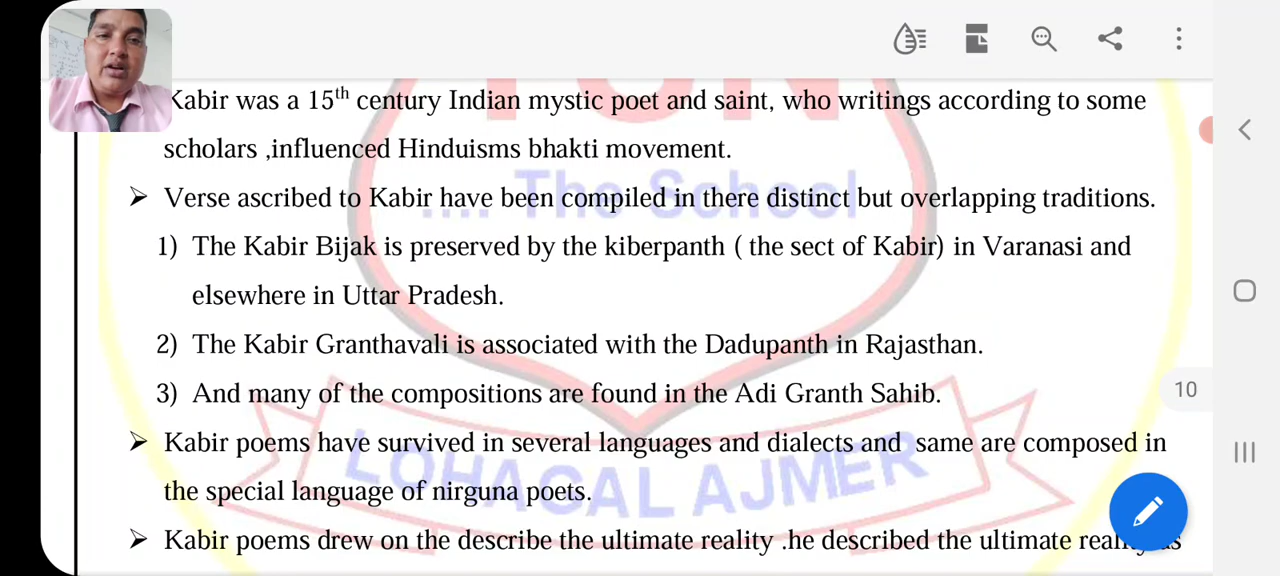 Kabir was a 15th century Indian mystic poet and saint, who writings according to some
scholars ,influenced Hinduisms bhakti movement.
➢ Verse ascribed to Kabir have been compiled in there distinct but overlapping traditions.
.... The School
1) The Kabir Bijak is preserved by the kiberpanth ( the sect of Kabir) in Varanasi and
elsewhere in Uttar Pradesh.
2) The Kabir Granthavali is associated with the Dadupanth in Rajasthan.
3) And many of the compositions are found in the Adi Granth Sahib.
10
➢ Kabir poems have survived in several languages and dialects and same are composed in
the special language of nirguna poets.
LOHAGAL AJMER
➢ Kabir poems drew on the describe the ultimate reality .he described the ultimate reality as